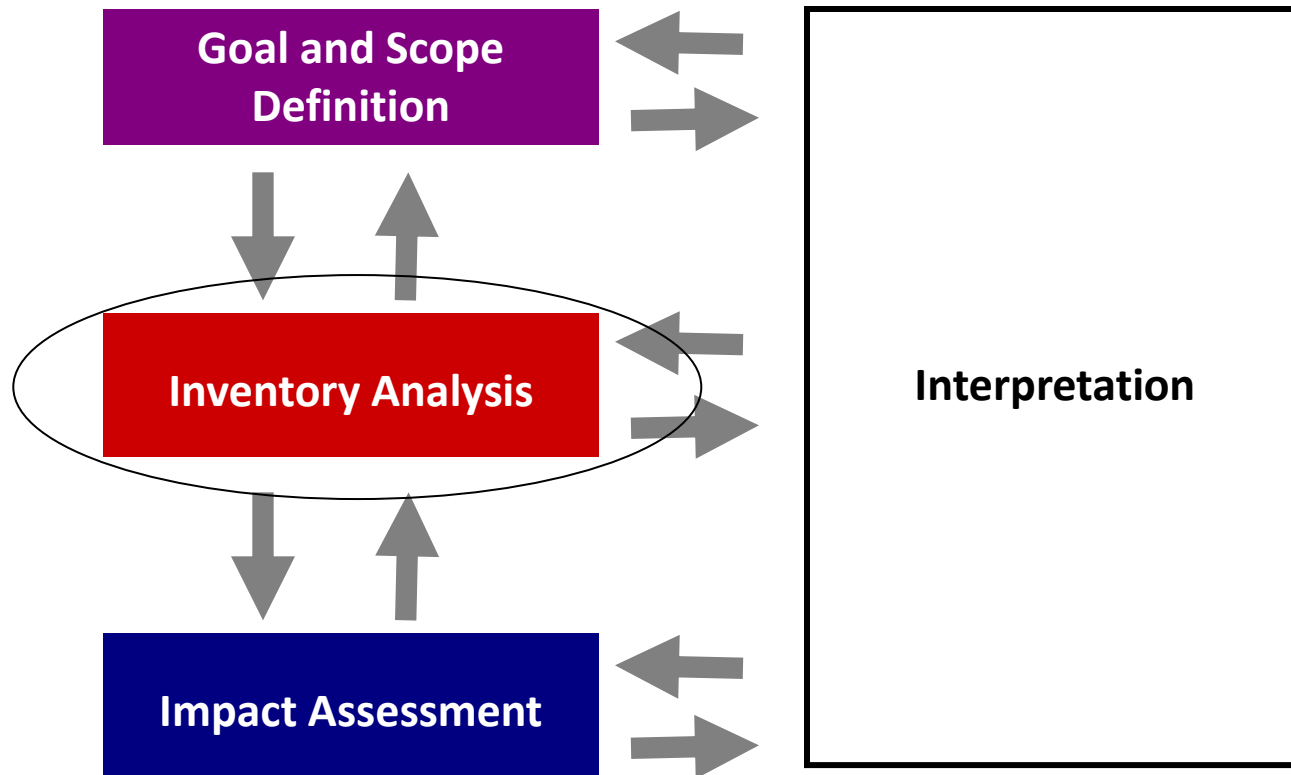 Goal and Scope
Definition
Inventory Analysis
Interpretation
Impact Assessment